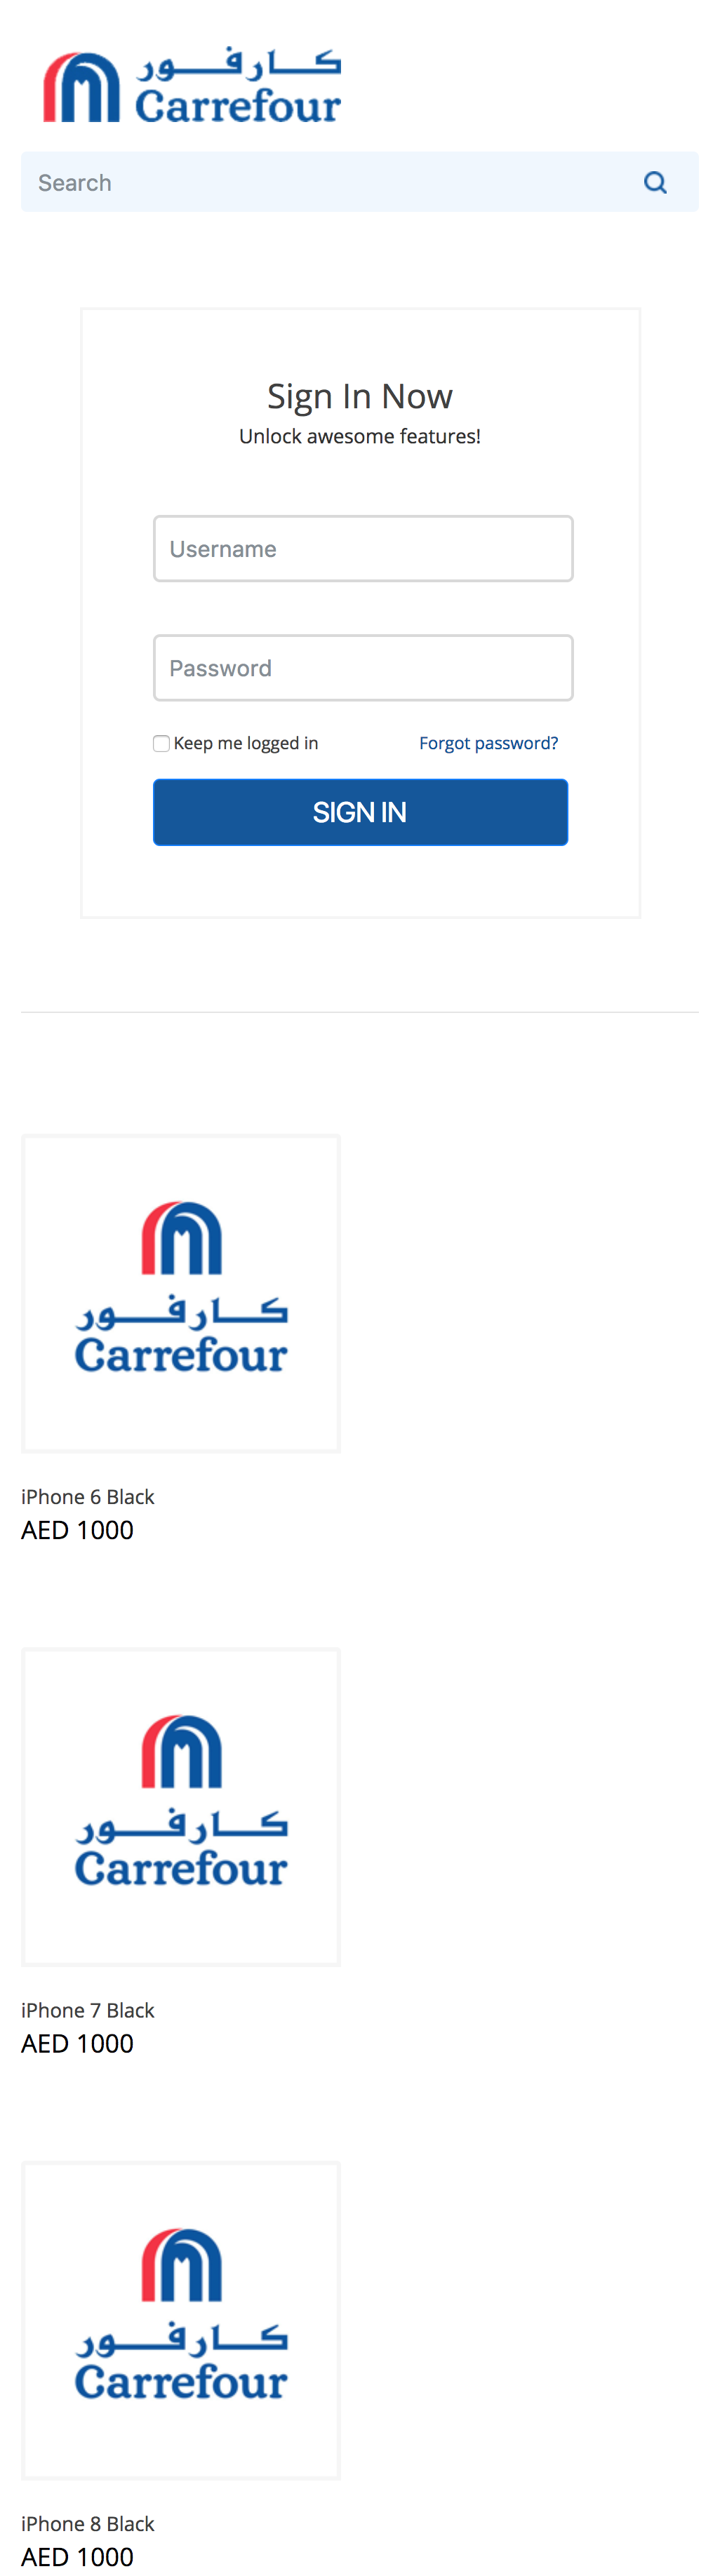 كارفور
Carrefour
Search
Sign In Now
Unlock awesome features!
Username
Password
Keep me logged in Forgot password?
SIGN IN
كارفور
Carrefour
iPhone 6 Black
AED 1000
كارفور
Carrefour
iPhone 7 Black
AED 1000
كارفور
Carrefour
iPhone 8 Black
AED 1000